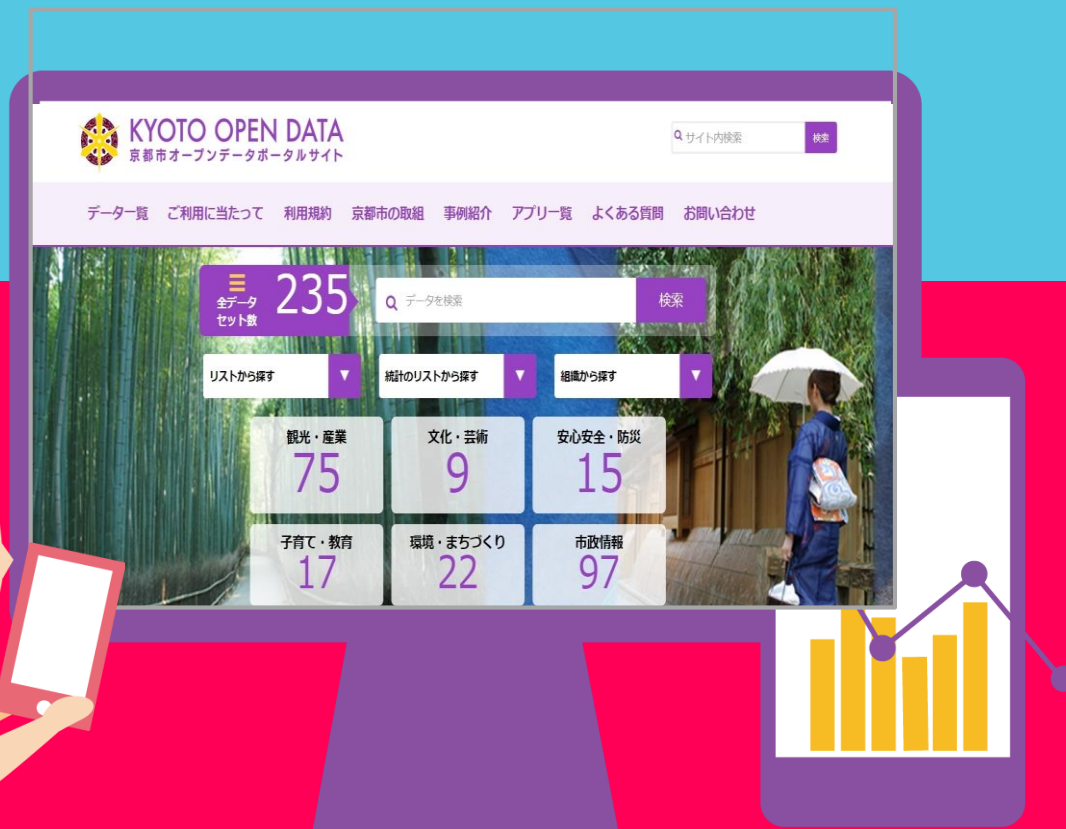 KYOTO OPEN DATA
京都市オープンデータポータルサイト
サイト内検索 検索
データ一覧 ご利用に当たって 利用規約 京都市の取組 事例紹介 アプリ一覧 よくある質問 お問い合わせ
全データ
セット数
235
データを検索 検索
リストから探す ▼ 統計のリストから探す ▼ 組織から探す ▼
観光・産業 文化・芸術 安心安全・防災
75 9 15
子育て・教育 環境・まちづくり 市政情報
17 22 97